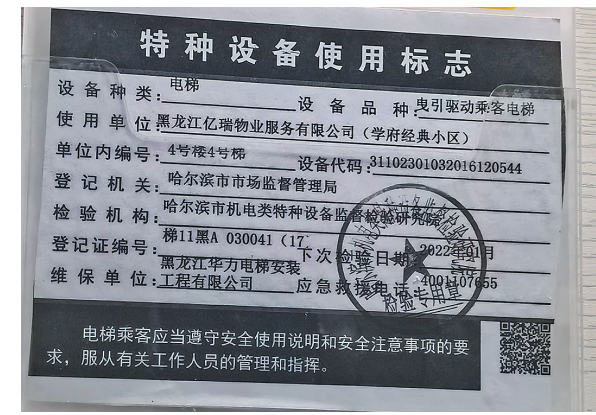 特种设备使用标志
设备种类:电梯 设备品种:曳引驱动乘客电梯
使用单位:黑龙江亿瑞物业服务有限公司（学府经典小区）
单位内编号:4号楼4号梯 设备代码:31102301032016120544
登记机关:哈尔滨市市场监督管理局
检验机构:哈尔滨市机电类特种设备监督检验研究院
登记证编号:梯11黑A 030041（17 下次检验日期:2022年01月
维保单位:黑龙江华力电梯安装工程有限公司 应急救援电话:4001107655
检验专用章
电梯乘客应当遵守安全使用说明和安全注意事项的要
求，服从有关工作人员的管理和指挥。